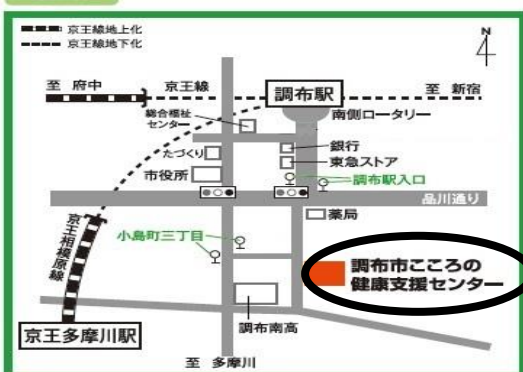 京王線地上化
京王線地下化
N
至 府中
京王線
調布駅
至 新宿
総合福祉
センター
南側ロータリー
たづくり
銀行
東急ストア
市役所
調布駅入口
品川通り
薬局
小島町三丁目
京王相模原線
調布市こころの
健康支援センター
調布南高
京王多摩川駅
至 多摩川